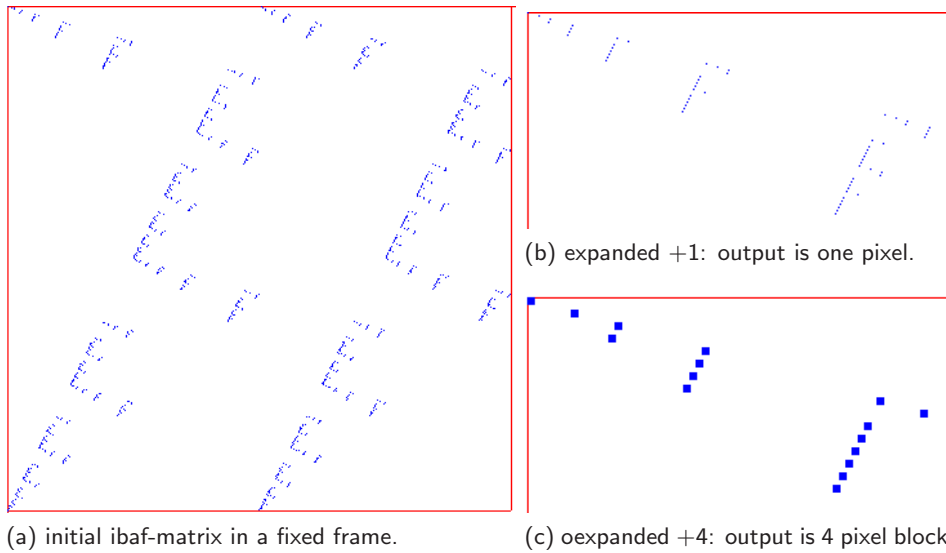 (b) expanded +1: output is one pixel.
(a) initial ibaf-matrix in a fixed frame.
(c) oexpanded +4: output is 4 pixel block